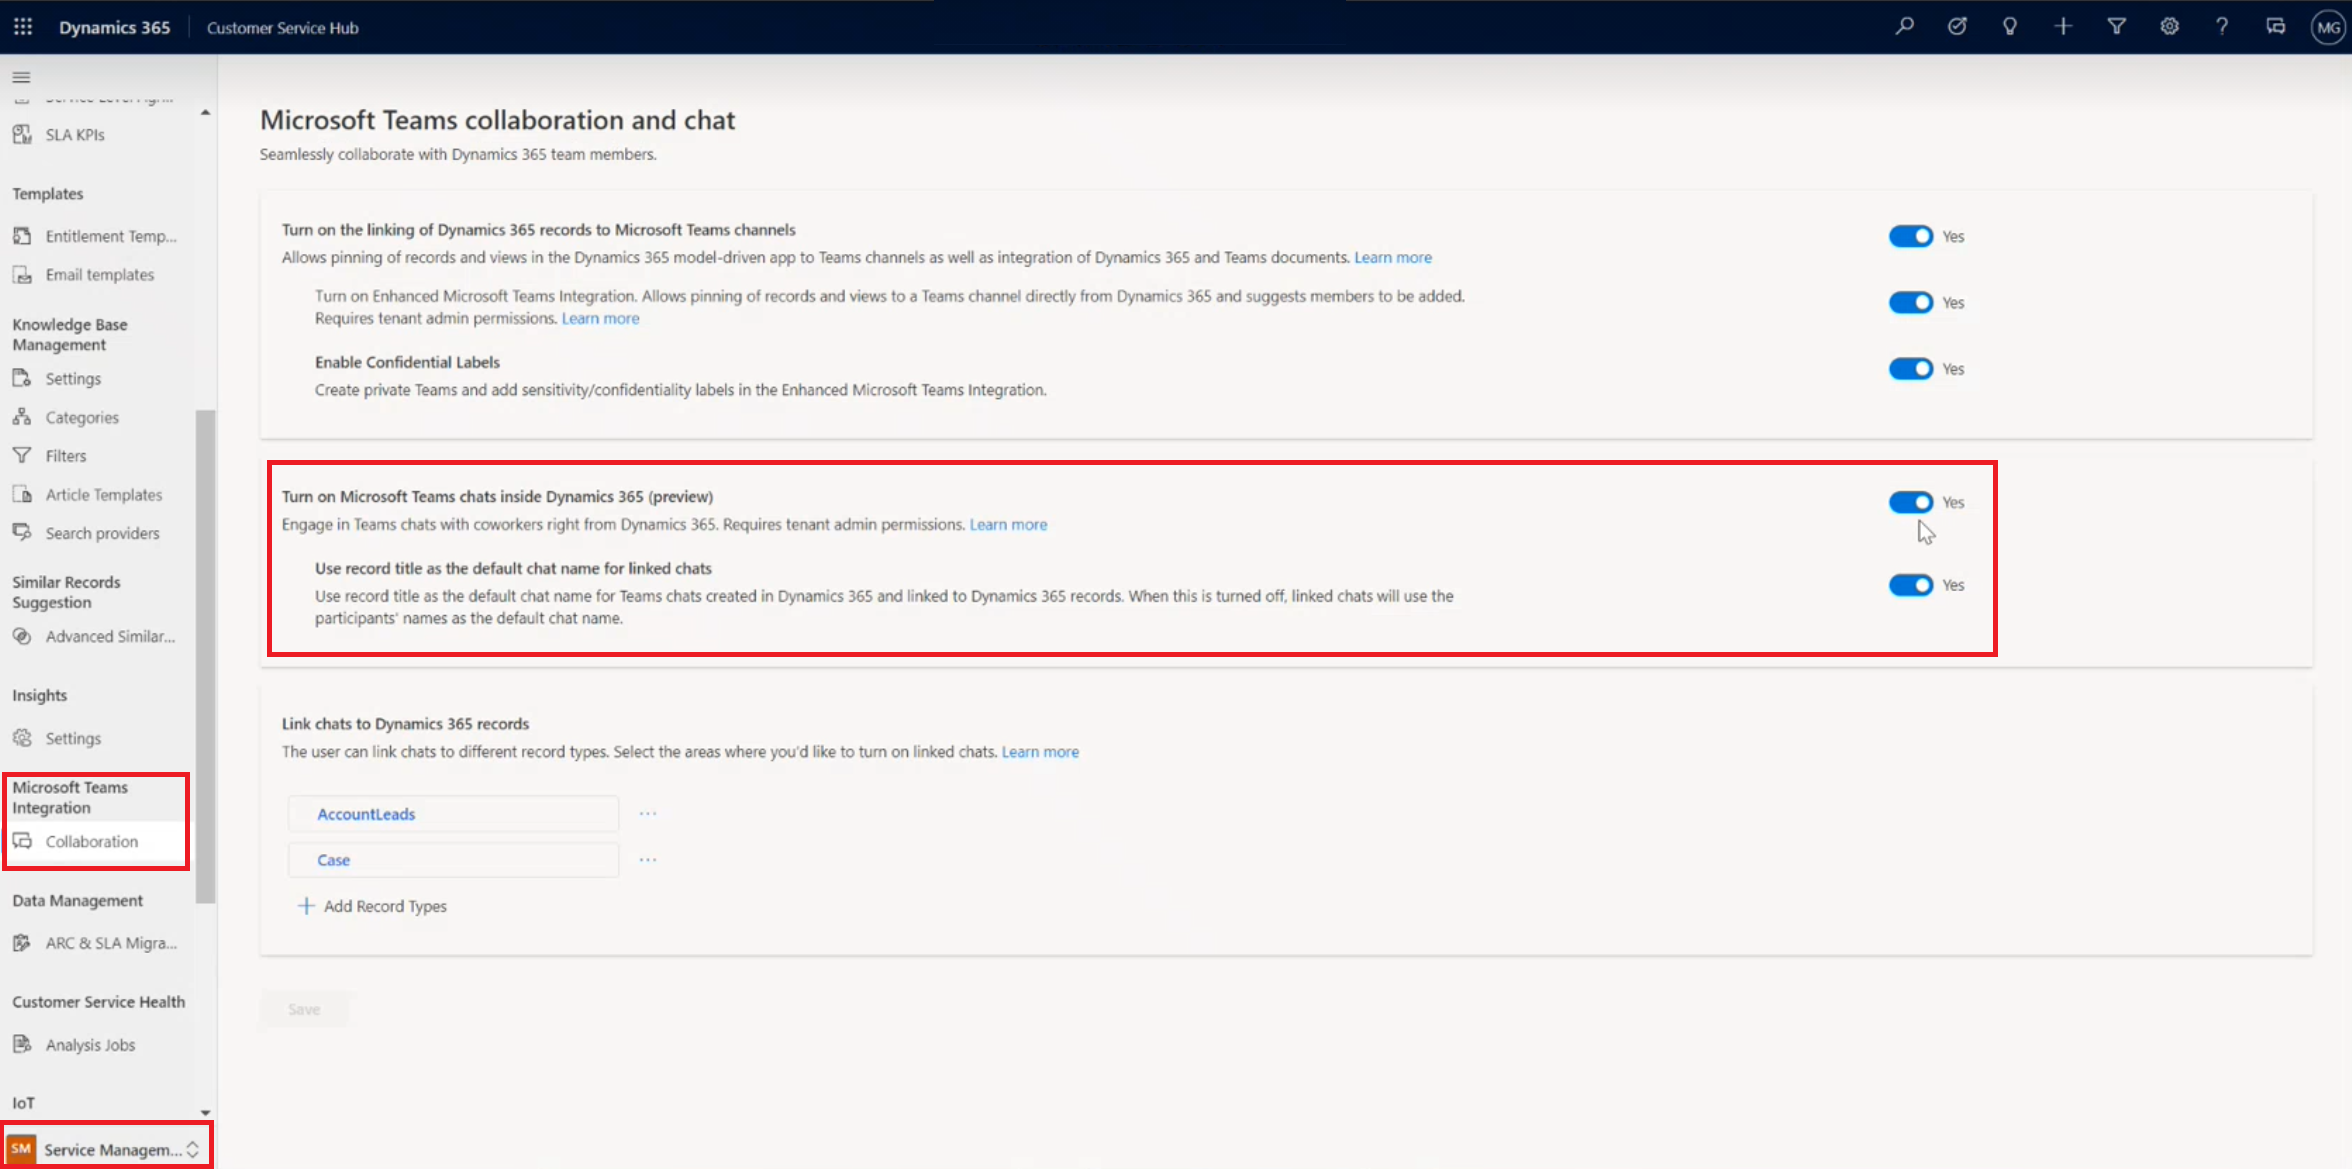 Dynamics 365
Customer Service Hub
MG
SLA KPIs
Templates
Entitlement Temp...
Email templates
Knowledge Base
Management
Settings
Categories
Filters
Article Templates
Search providers
Similar Records
Suggestion
Advanced Similar...
Insights
Settings
Microsoft Teams
Integration
Collaboration
Data Management
ARC & SLA Migra...
Customer Service Health
Analysis Jobs
IoT
SM Service Managem...
Microsoft Teams collaboration and chat
Seamlessly collaborate with Dynamics 365 team members.
Turn on the linking of Dynamics 365 records to Microsoft Teams channels
Yes
Allows pinning of records and views in the Dynamics 365 model-driven app to Teams channels as well as integration of Dynamics 365 and Teams documents. Learn more
Turn on Enhanced Microsoft Teams Integration. Allows pinning of records and views to a Teams channel directly from Dynamics 365 and suggests members to be added.
Yes
Requires tenant admin permissions. Learn more
Enable Confidential Labels
Yes
Create private Teams and add sensitivity/confidentiality labels in the Enhanced Microsoft Teams Integration.
Turn on Microsoft Teams chats inside Dynamics 365 (preview)
Yes
Engage in Teams chats with coworkers right from Dynamics 365. Requires tenant admin permissions. Learn more
Use record title as the default chat name for linked chats
Yes
Use record title as the default chat name for Teams chats created in Dynamics 365 and linked to Dynamics 365 records. When this is turned off, linked chats will use the
participants' names as the default chat name.
Link chats to Dynamics 365 records
The user can link chats to different record types. Select the areas where you'd like to turn on linked chats. Learn more
AccountLeads
Case
Add Record Types
Save